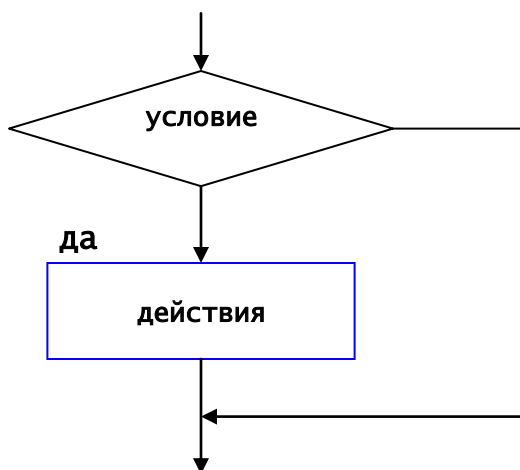 условие
да
действия